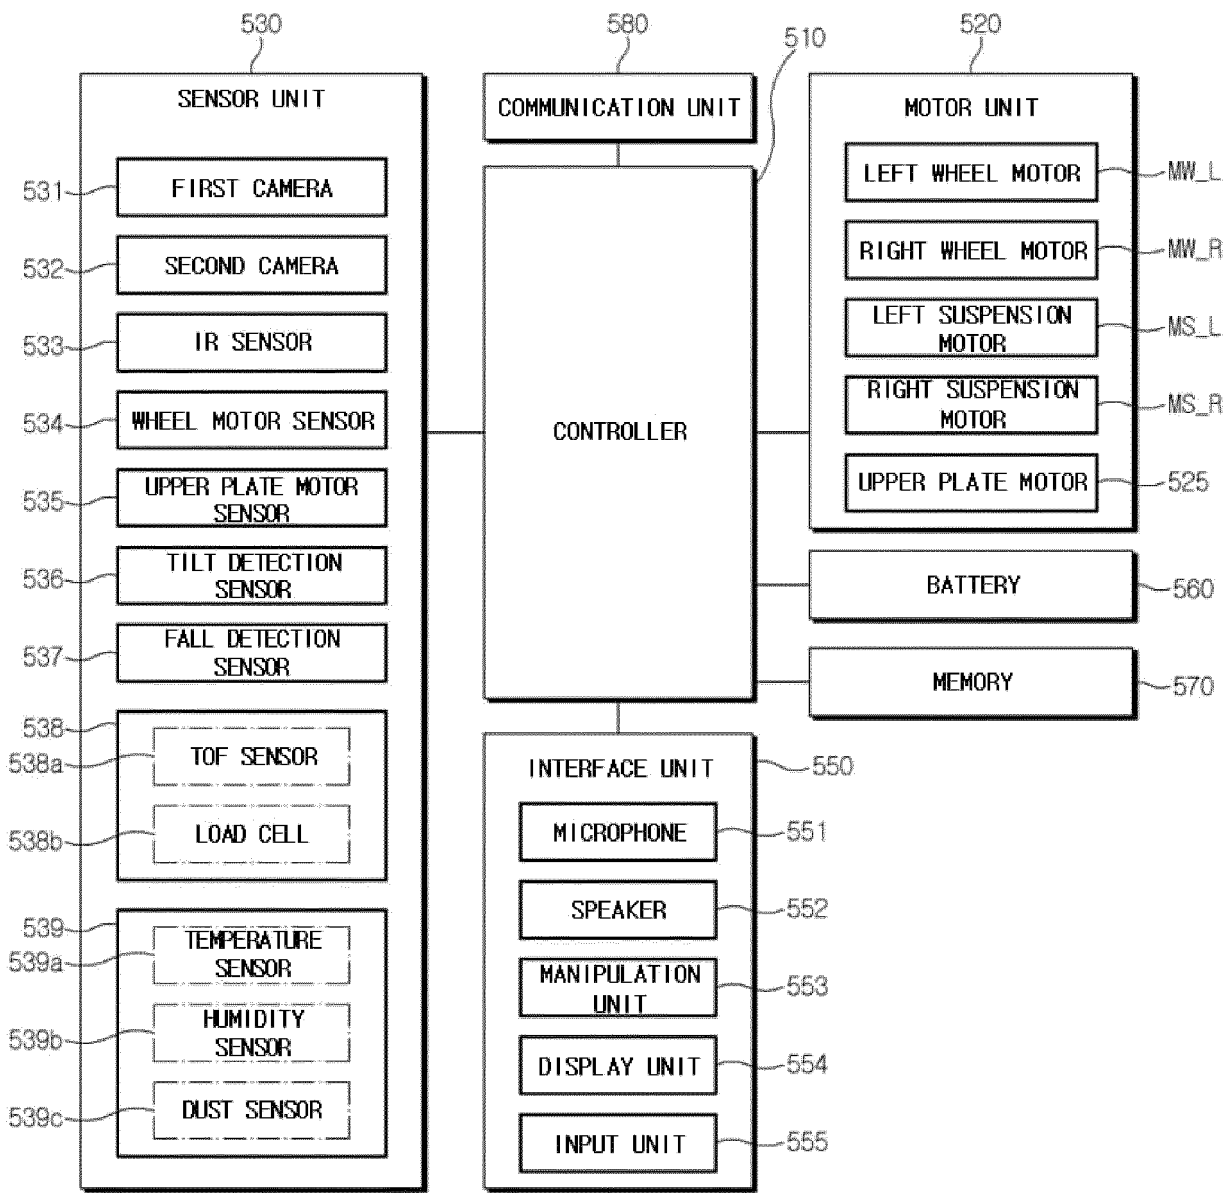 530
SENSOR UNIT
531
FIRST CAMERA
532
SECOND CAMERA
533
IR SENSOR
534
WHEEL MOTOR SENSOR
535
UPPER PLATE MOTOR
SENSOR
536
TILT DETECTION
SENSOR
537
FALL DETECTION
SENSOR
538
538a
TOF SENSOR
538b
LOAD CELL
539
539a
TEMPERATURE
SENSOR
539b
HUMIDITY
SENSOR
539c
DUST SENSOR
580
COMMUNICATION UNIT
510
CONTROLLER
INTERFACE UNIT
550
MICROPHONE
551
SPEAKER
552
MANIPULATION
UNIT
553
DISPLAY UNIT
554
INPUT UNIT
555
520
MOTOR UNIT
LEFT WHEEL MOTOR
MW_L
RIGHT WHEEL MOTOR
MW_R
LEFT SUSPENSION
MOTOR
MS_L
RIGHT SUSPENSION
MOTOR
MS_R
UPPER PLATE MOTOR
525
BATTERY
560
MEMORY
570